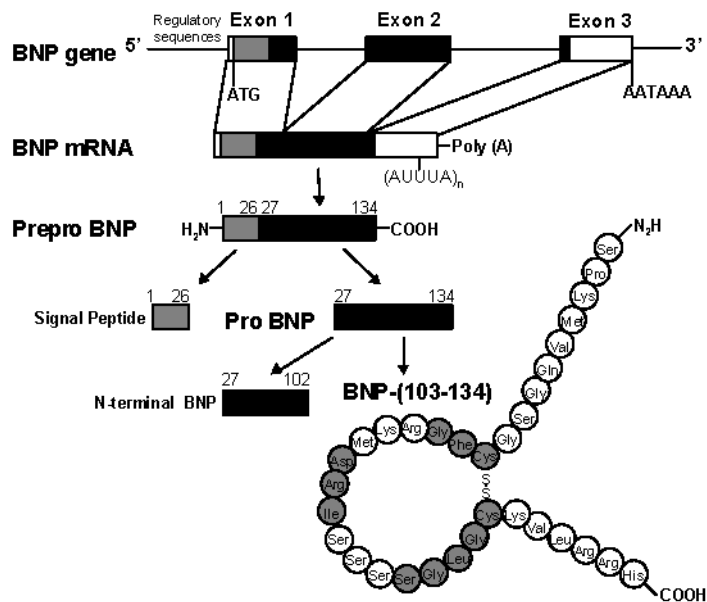 Regulatory sequences
Exon 1 Exon 2 Exon 3
5’ 3’
BNP gene
ATG
AATAAA
BNP mRNA
Poly (A)
(AUUUA)n
1 26 27 134
Prepro BNP
H2N COOH
N2H
1 26
Signal Peptide
27 134
Pro BNP
27 102
N-terminal BNP
BNP-(103-134)
Ser
Pro
Lys
Met
Val
Gln
Gly
Ser
Gly
Cys
Phe
Gly
Arg
Lys
Met
Asp
Arg
Ile
Ser
Ser
Ser
Ser
Gly
Leu
Gly
Cys
S
S
Lys
Val
Leu
Arg
Arg
His
COOH